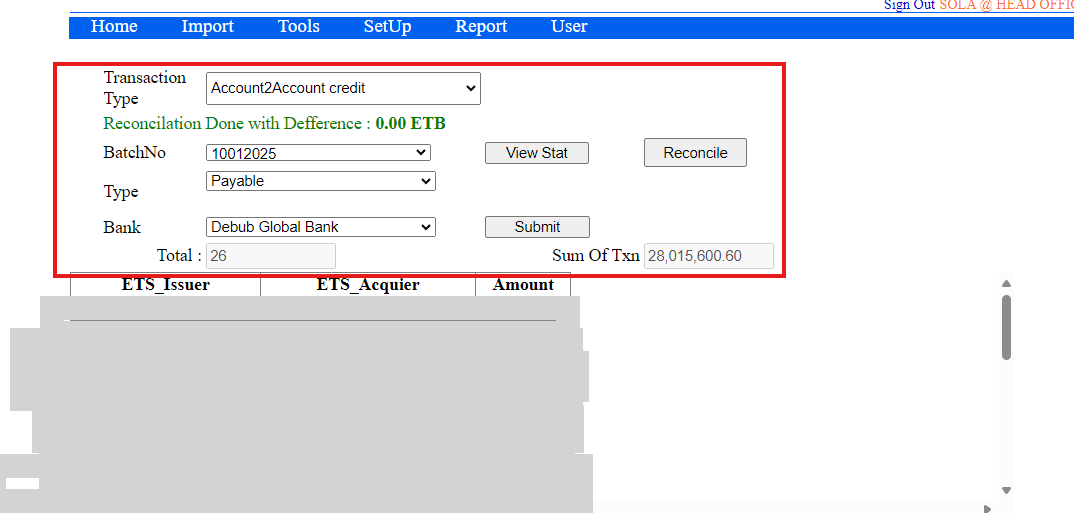 Sign Out SOLA @ HEAD
Home Import Tools SetUp Report User
Transaction Type
Account2Account credit
Reconcilation Done with Defference : 0.00 ETB
BatchNo 10012025 View Stat Reconcile
Type Payable
Bank Debub Global Bank Submit
Total : 26 Sum Of Txn 28,015,600.60
ETS_Issuer ETS_Acquier Amount